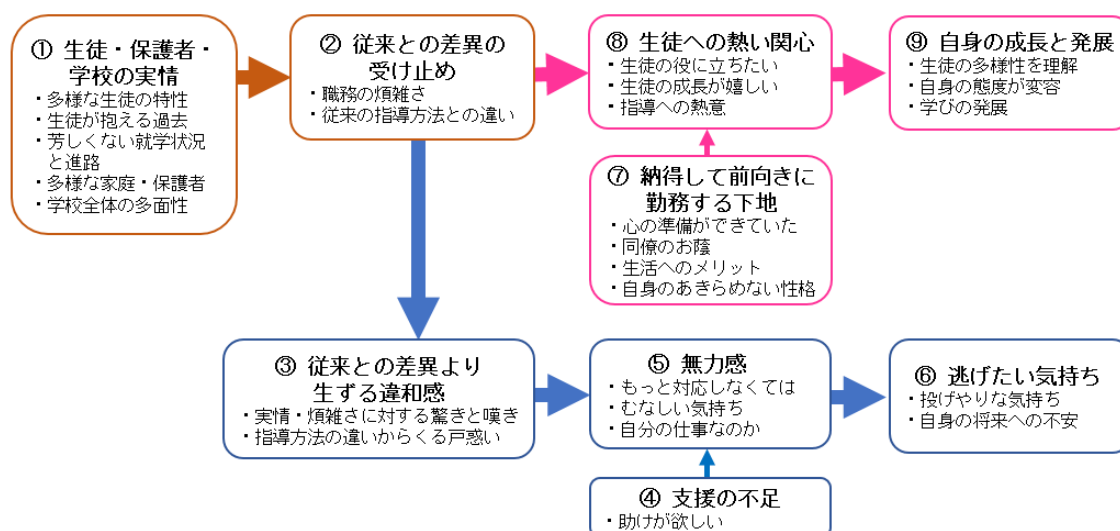 ① 生徒・保護者・
学校の実情
・多様な生徒の特性
・生徒が抱える過去
・芳しくない就学状況
と進路
・多様な家庭・保護者
・学校全体の多面性
② 従来との差異の
受け止め
・職務の煩雑さ
・従来の指導方法との違い
⑧ 生徒への熱い関心
・生徒の役に立ちたい
・生徒の成長が嬉しい
・指導への熱意
⑨ 自身の成長と発展
・生徒の多様性を理解
・自身の態度が変容
・学びの発展
⑦ 納得して前向きに
勤務する下地
・心の準備ができていた
・同僚のお蔭
・生活へのメリット
・自身のあきらめない性格
③ 従来との差異より
生ずる違和感
・実情・煩雑さに対する驚きと嘆き
・指導方法の違いからくる戸惑い
⑤ 無力感
・もっと対応しなくては
・むなしい気持ち
・自分の仕事なのか
⑥ 逃げたい気持ち
・投げやりな気持ち
・自身の将来への不安
④ 支援の不足
・助けが欲しい